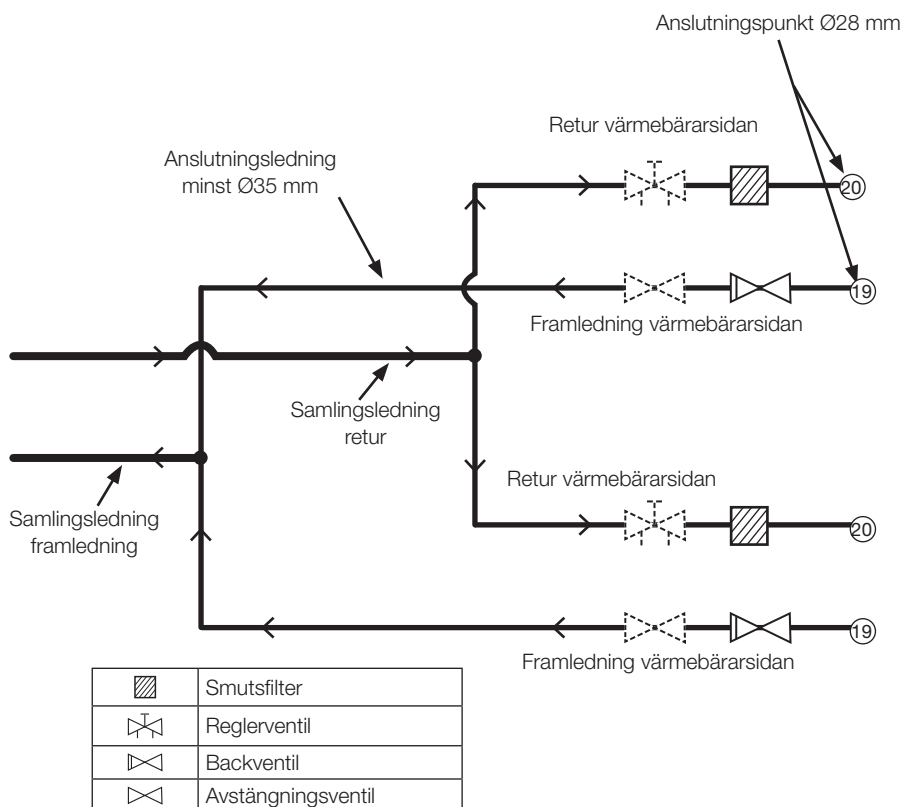 Anslutningspunkt Ø28 mm
Retur värmebärarsidan
Anslutningsledning
minst Ø35 mm
20
19
Framledning värmebärarsidan
Samlingsledning
retur
Retur värmebärarsidan
Samlingsledning
framledning
20
19
Framledning värmebärarsidan
Smutsfilter
Reglerventil
Backventil
Avstängningsventil